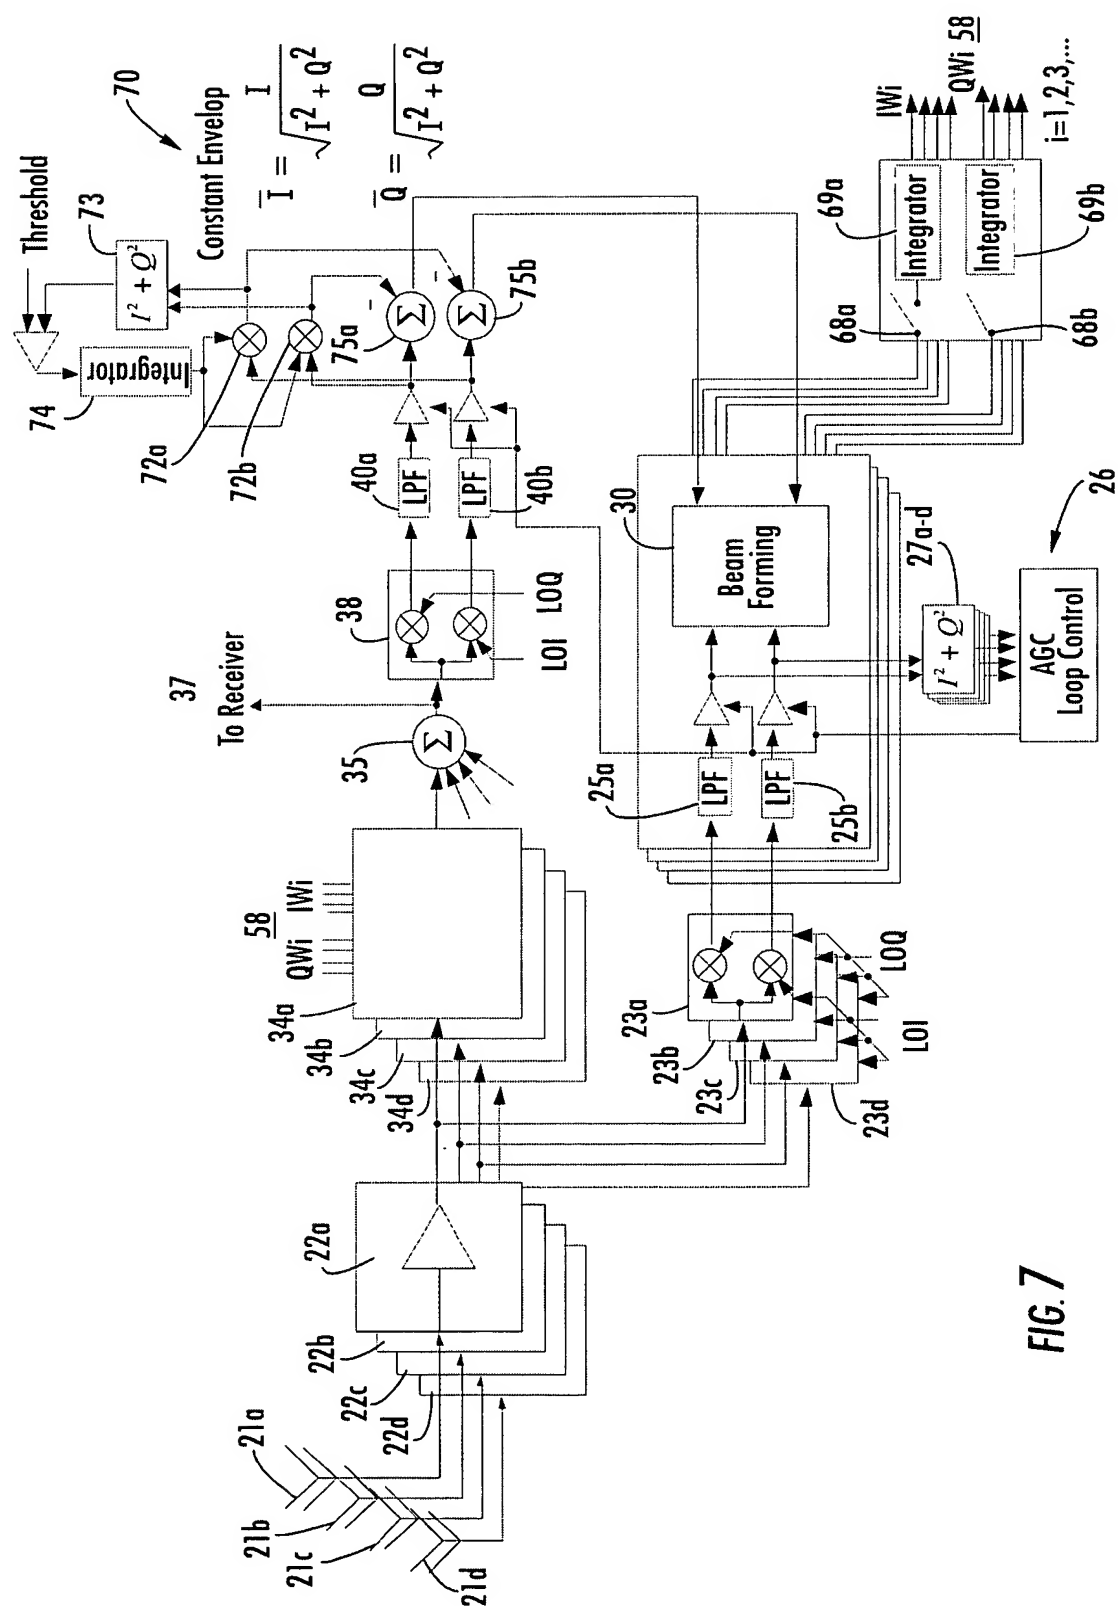 21a
21b
21c
21d
22a
22b
22c
22d
34a
34b
34c
34d
QWi 58 IWi
35
37
To Receiver
Σ
38
LOI
LOQ
40a
LPF
LPF
40b
70
Constant Envelop
Ī = I / √I² + Q²
Q̄ = Q / √I² + Q²
Threshold
73
I² + Q²
74
Integrator
72a
72b
75a
Σ
-
75b
Σ
-
23a
23b
23c
23d
LOI
LOQ
25a
LPF
LPF
25b
30
Beam
Forming
27a-d
I² + Q²
26
AGC
Loop Control
68a
68b
69a
Integrator
Integrator
69b
IWi
QWi 58
i=1,2,3,...
FIG. 7